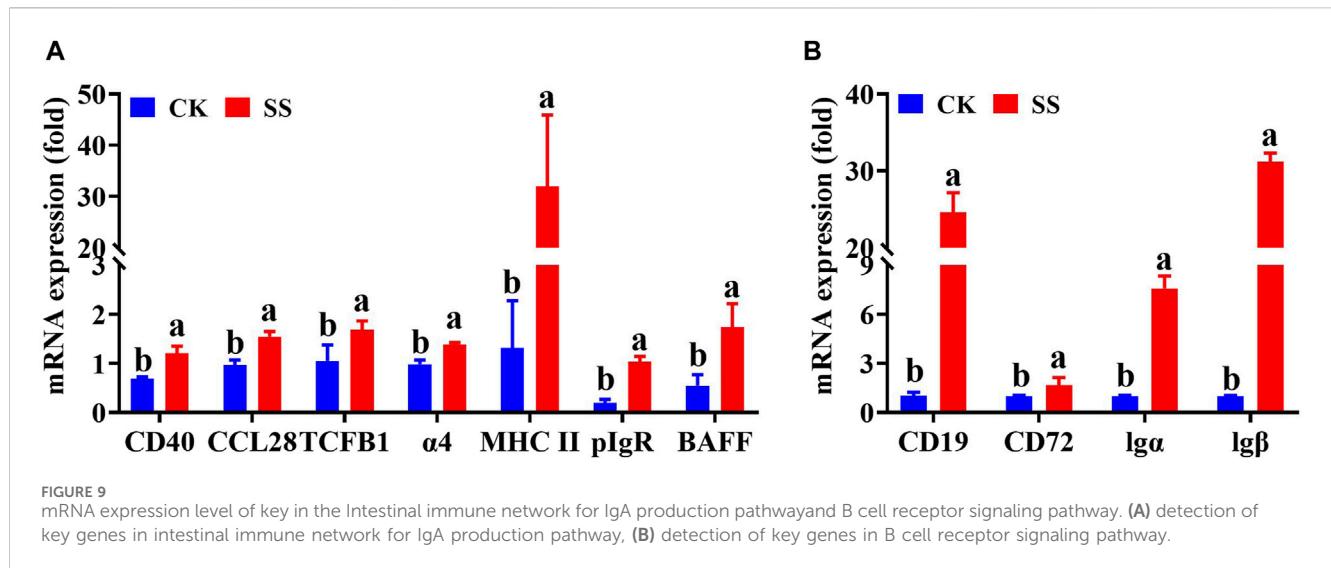 A
CK SS
mRNA expression (fold)
50
40
30
20
3
2
1
0
b a b a b a b a b a b a b a
CD40 CCL28 TCFB1 α4 MHC II pIgR BAFF
B
CK SS
mRNA expression (fold)
40
30
20
9
6
3
0
b a b a b a b a
CD19 CD72 lgα lgβ
FIGURE 9
mRNA expression level of key in the Intestinal immune network for IgA production pathwayand B cell receptor signaling pathway. (A) detection of
key genes in intestinal immune network for IgA production pathway, (B) detection of key genes in B cell receptor signaling pathway.